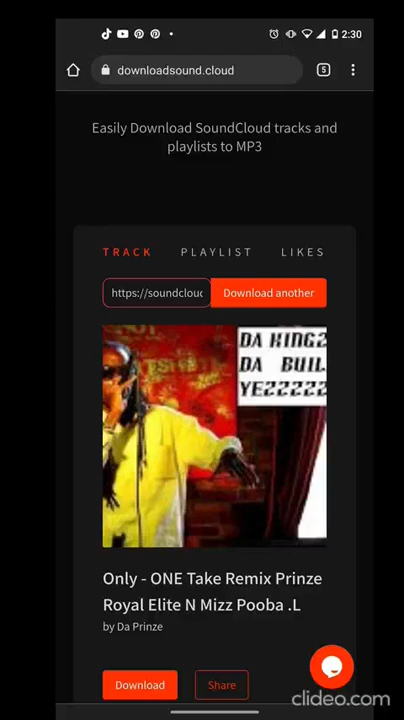 2:30
downloadsound.cloud
5
Easily Download SoundCloud tracks and
playlists to MP3
TRACK PLAYLIST LIKES
https://soundclouc Download another
DA KINGZ
DA BUIL
YEZZZZZ
Only - ONE Take Remix Prinze
Royal Elite N Mizz Pooba .L
by Da Prinze
Download Share
clideo.com